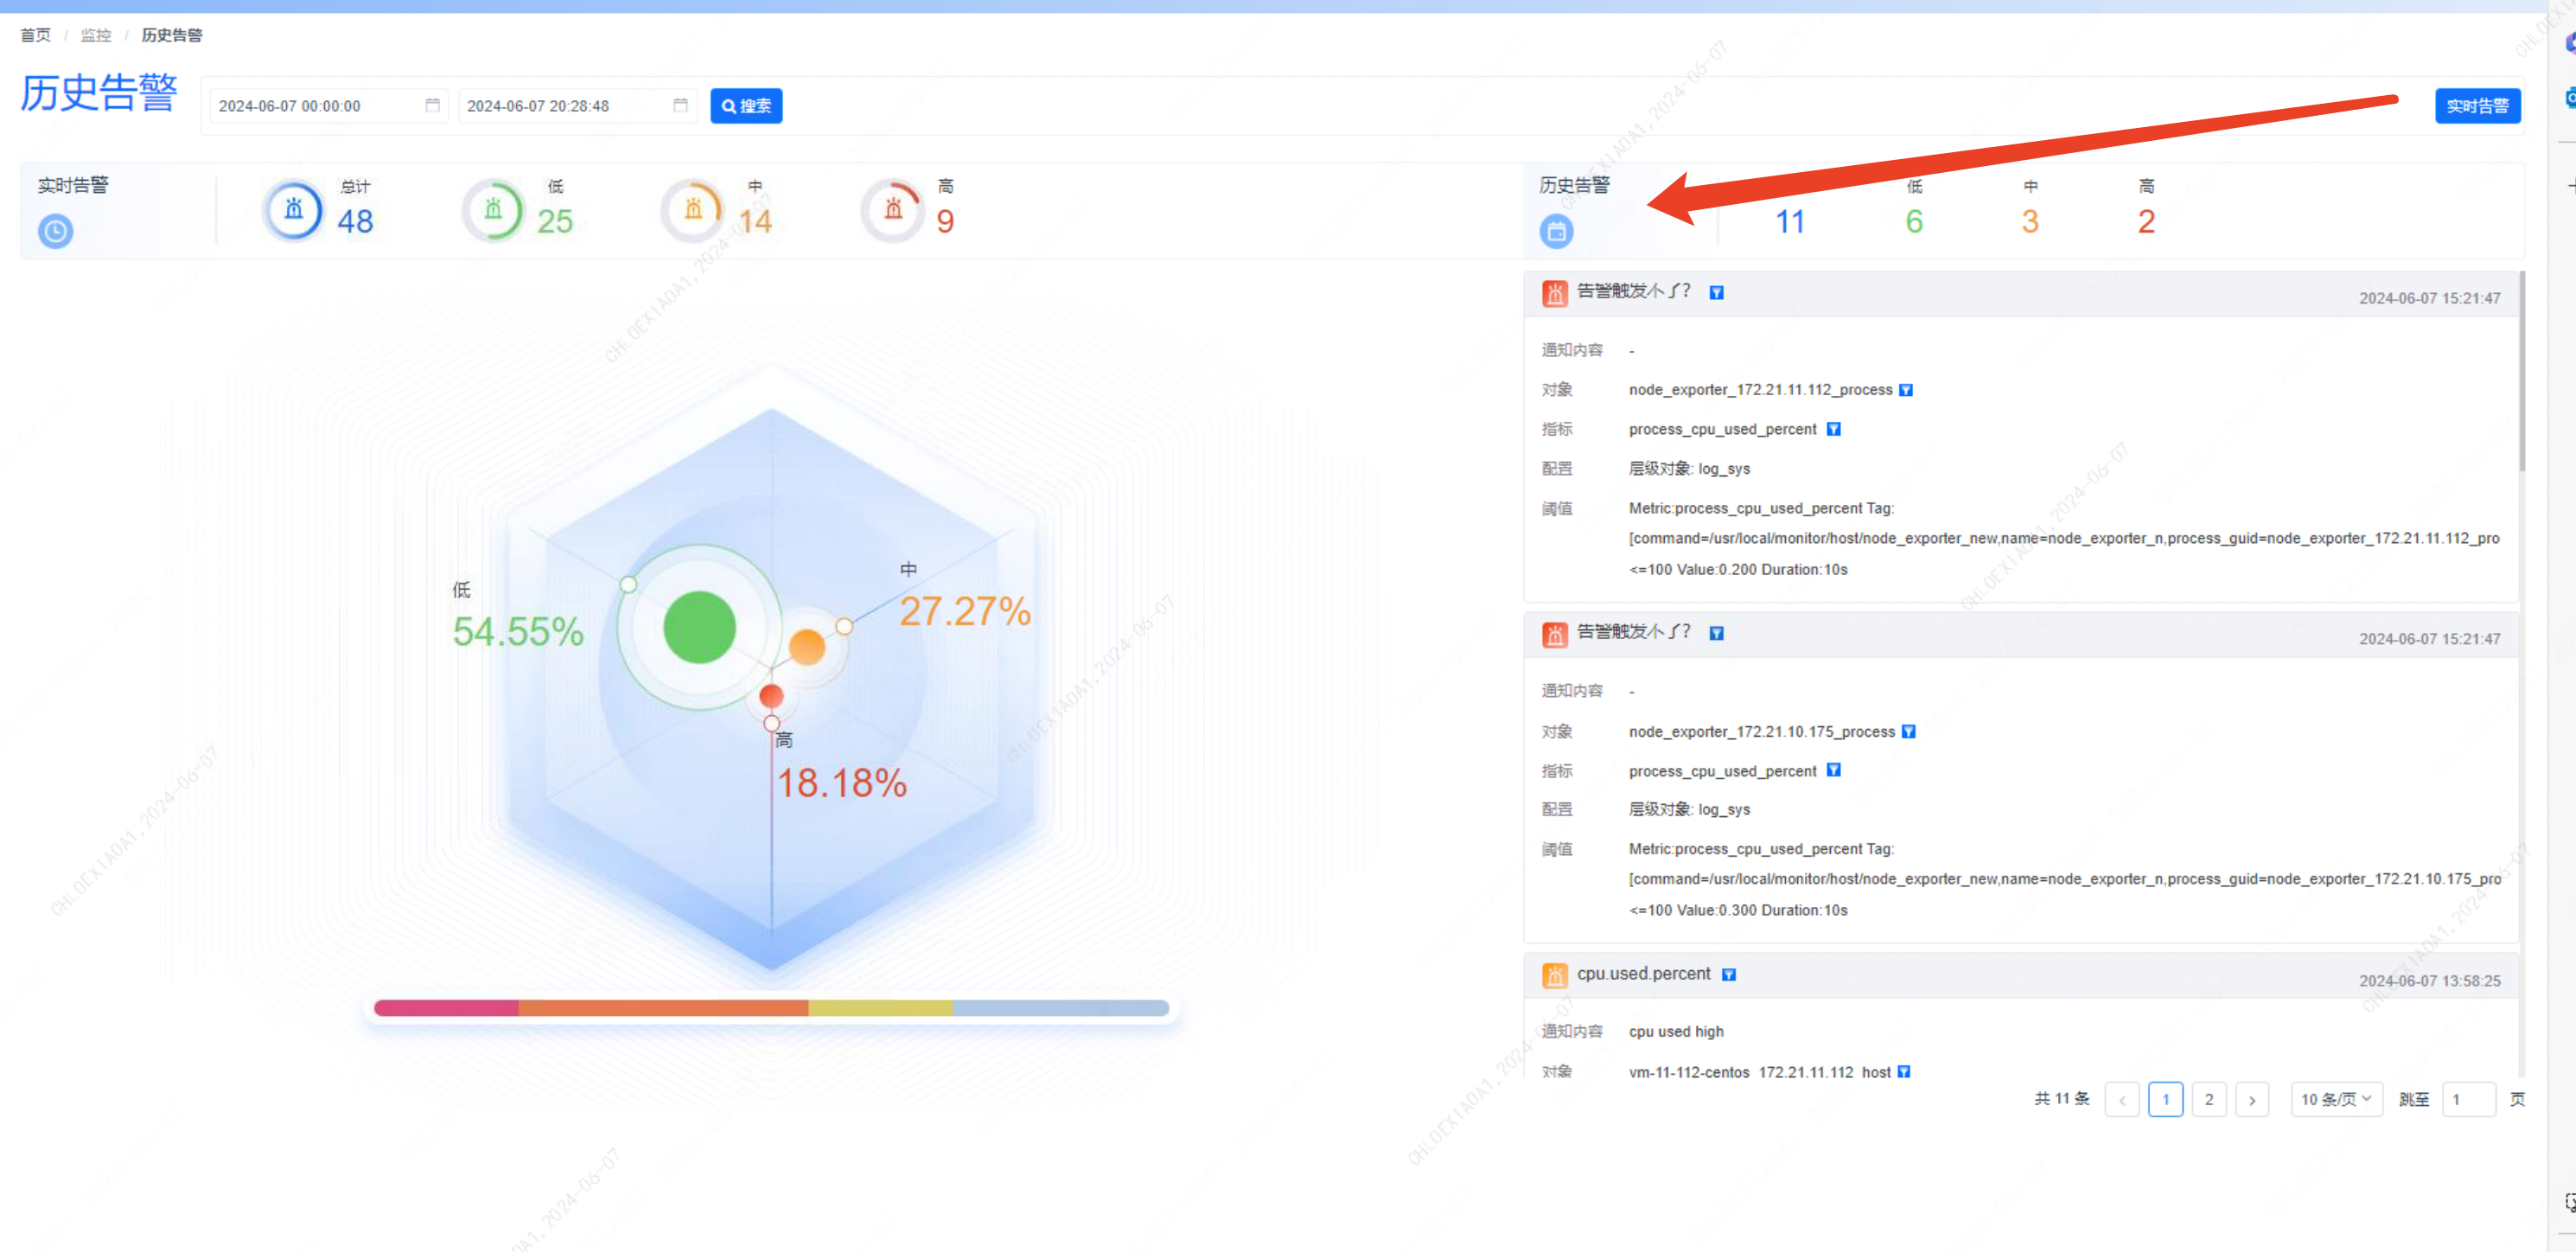 首页 / 监控 / 历史告警
历史告警
2024-06-07 00:00:00
2024-06-07 20:28:48
搜索
实时告警
实时告警
总计
48
低
25
中
14
高
9
历史告警
11
低
6
中
3
高
2
低
54.55%
中
27.27%
高
18.18%
告警触发不了?
2024-06-07 15:21:47
通知内容 -
对象 node_exporter_172.21.11.112_process
指标 process_cpu_used_percent
配置 层级对象: log_sys
阈值 Metric:process_cpu_used_percent Tag:
[command=/usr/local/monitor/host/node_exporter_new,name=node_exporter_n,process_guid=node_exporter_172.21.11.112_pro
<=100 Value:0.200 Duration:10s
告警触发不了?
2024-06-07 15:21:47
通知内容 -
对象 node_exporter_172.21.10.175_process
指标 process_cpu_used_percent
配置 层级对象: log_sys
阈值 Metric:process_cpu_used_percent Tag:
[command=/usr/local/monitor/host/node_exporter_new,name=node_exporter_n,process_guid=node_exporter_172.21.10.175_pro
<=100 Value:0.300 Duration:10s
cpu.used.percent
2024-06-07 13:58:25
通知内容 cpu used high
对象 vm-11-112-centos_172.21.11.112_host
共 11 条 < 1 2 > 10 条/页 跳至 1 页